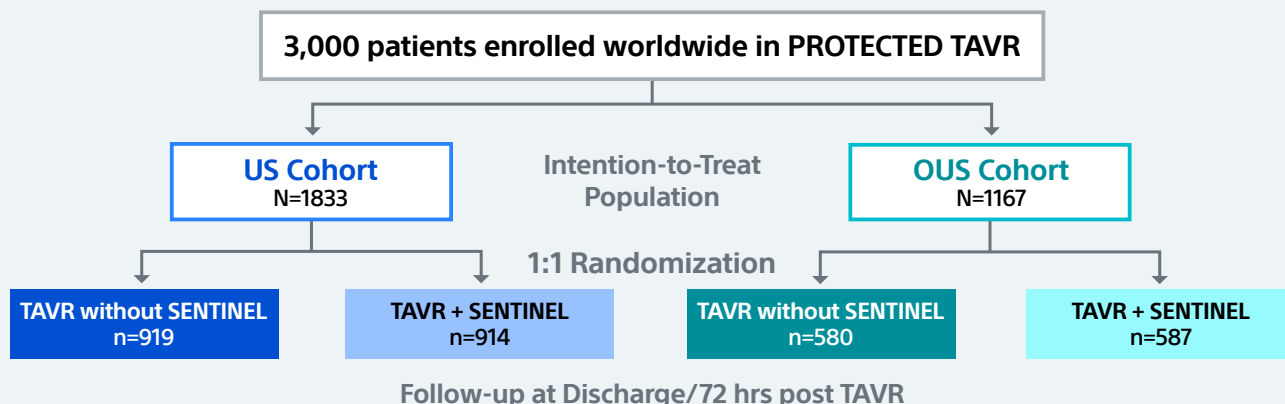 3,000 patients enrolled worldwide in PROTECTED TAVR
US Cohort
N=1833
Intention-to-Treat
Population
OUS Cohort
N=1167
1:1 Randomization
TAVR without SENTINEL
n=919
TAVR + SENTINEL
n=914
TAVR without SENTINEL
n=580
TAVR + SENTINEL
n=587
Follow-up at Discharge/72 hrs post TAVR